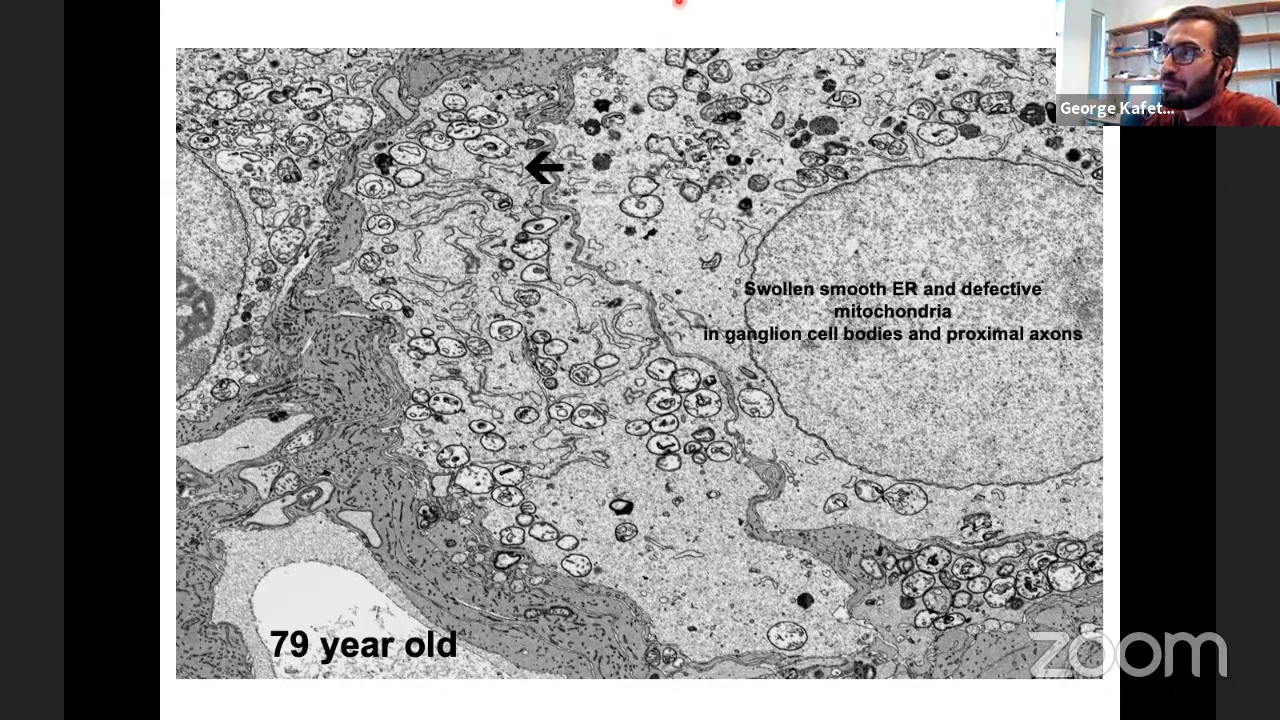 George Kafet...
Swollen smooth ER and defective
mitochondria
in ganglion cell bodies and proximal axons
79 year old
zoom